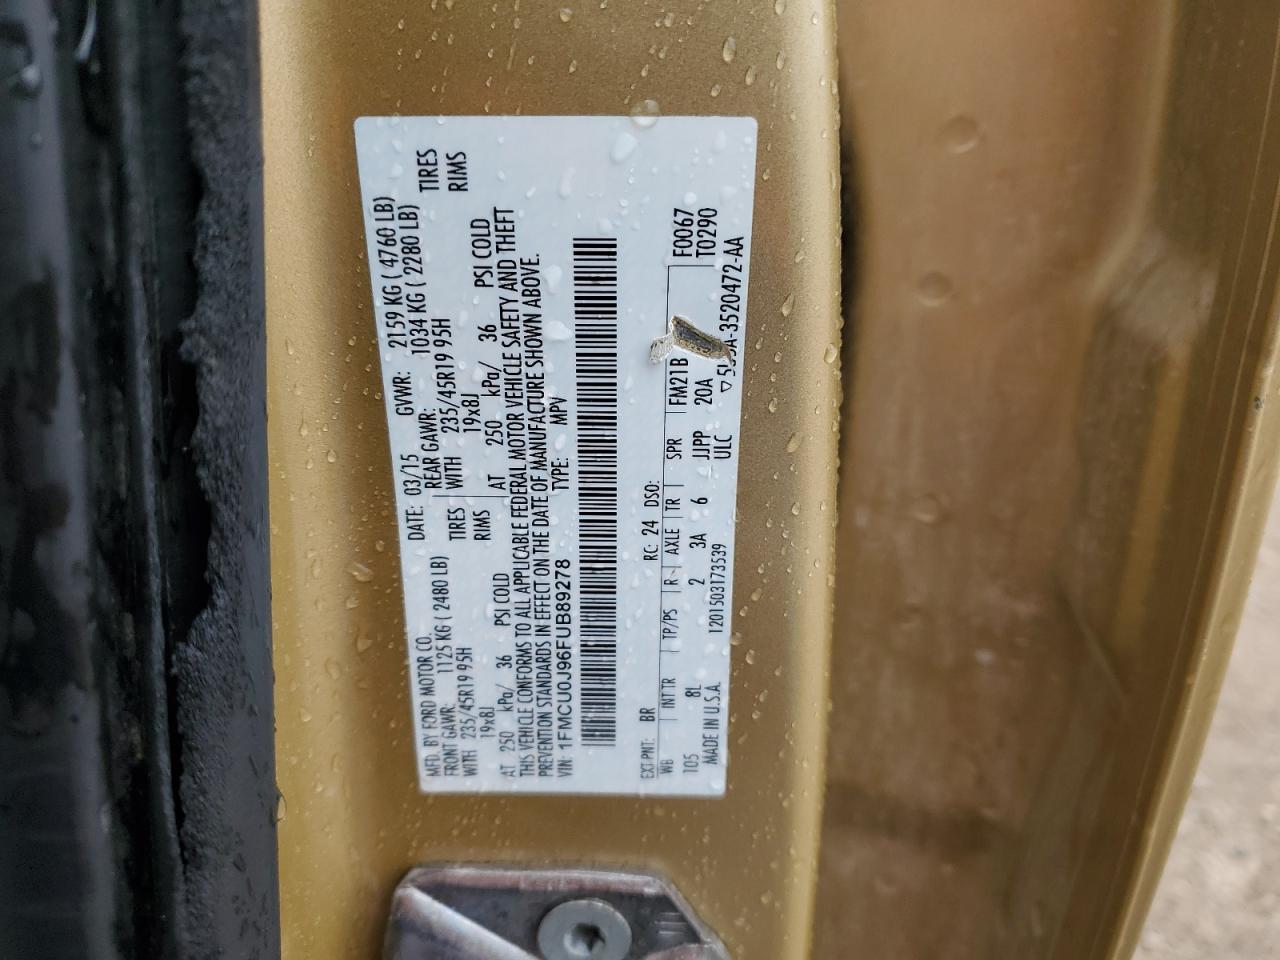 MFD. BY FORD MOTOR CO.
DATE: 03/15 GVWR: 2159 KG ( 4760 LB)
FRONT GAWR: 1125 KG ( 2480 LB) REAR GAWR: 1034 KG ( 2280 LB)
WITH 235/45R19 95H TIRES WITH 235/45R19 95H TIRES
19x8J RIMS 19x8J RIMS
AT 250 kPa/ 36 PSI COLD AT 250 kPa/ 36 PSI COLD
THIS VEHICLE CONFORMS TO ALL APPLICABLE FEDERAL MOTOR VEHICLE SAFETY AND THEFT
PREVENTION STANDARDS IN EFFECT ON THE DATE OF MANUFACTURE SHOWN ABOVE.
VIN: 1FMCU0J96FUB89278 TYPE: MPV
EXT PNT: BR RC: 24 DSO: F0067
WB INT TR TP/PS R AXLE TR SPR FM21B T0290
105 8L 2 3A 6 JJPP 20A
MADE IN U.S.A. 1201503173539 ULC A-3520472-AA